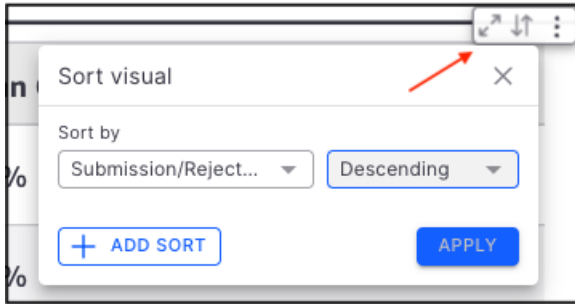 n
Sort visual
Sort by
Submission/Reject...
Descending
%
ADD SORT
APPLY
%